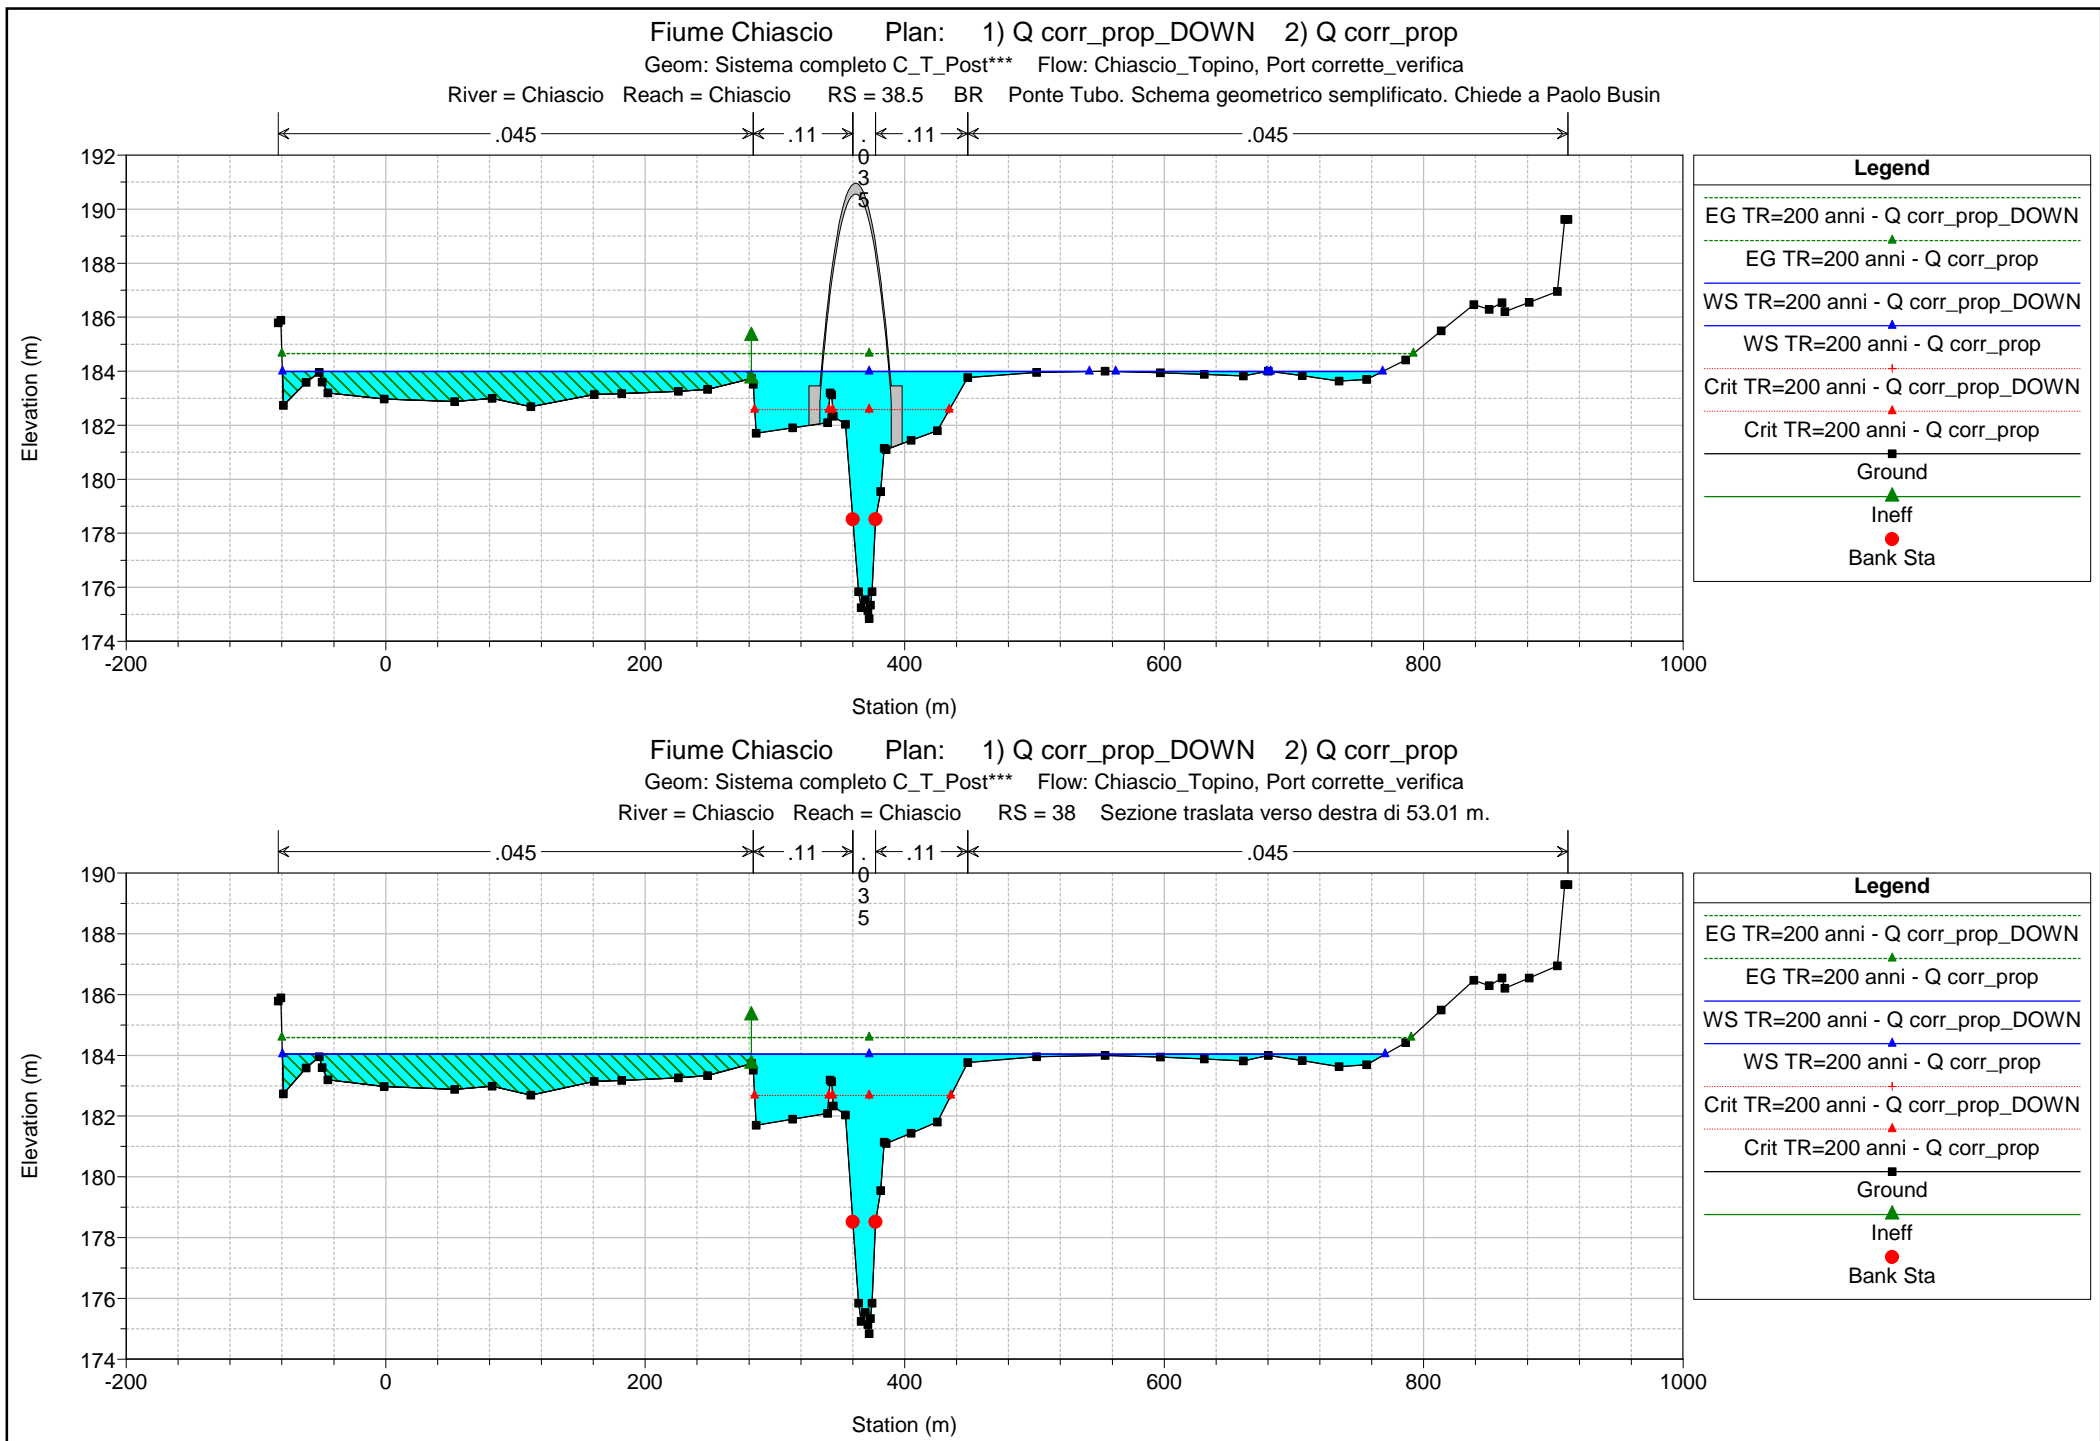 Fiume Chiascio Plan: 1) Q corr_prop_DOWN 2) Q corr_prop
Geom: Sistema completo C_T_Post*** Flow: Chiascio_Topino, Port corrette_verifica
River = Chiascio Reach = Chiascio RS = 38.5 BR Ponte Tubo. Schema geometrico semplificato. Chiede a Paolo Busin
.045 .11 .035 .11 .045
192
190
188
186
184
182
180
178
176
174
Elevation (m)
-200 0 200 400 600 800 1000
Station (m)
Legend
EG TR=200 anni - Q corr_prop_DOWN
EG TR=200 anni - Q corr_prop
WS TR=200 anni - Q corr_prop_DOWN
WS TR=200 anni - Q corr_prop
Crit TR=200 anni - Q corr_prop_DOWN
Crit TR=200 anni - Q corr_prop
Ground
Ineff
Bank Sta
Fiume Chiascio Plan: 1) Q corr_prop_DOWN 2) Q corr_prop
Geom: Sistema completo C_T_Post*** Flow: Chiascio_Topino, Port corrette_verifica
River = Chiascio Reach = Chiascio RS = 38 Sezione traslata verso destra di 53.01 m.
.045 .11 .035 .11 .045
190
188
186
184
182
180
178
176
174
Elevation (m)
-200 0 200 400 600 800 1000
Station (m)
Legend
EG TR=200 anni - Q corr_prop_DOWN
EG TR=200 anni - Q corr_prop
WS TR=200 anni - Q corr_prop_DOWN
WS TR=200 anni - Q corr_prop
Crit TR=200 anni - Q corr_prop_DOWN
Crit TR=200 anni - Q corr_prop
Ground
Ineff
Bank Sta